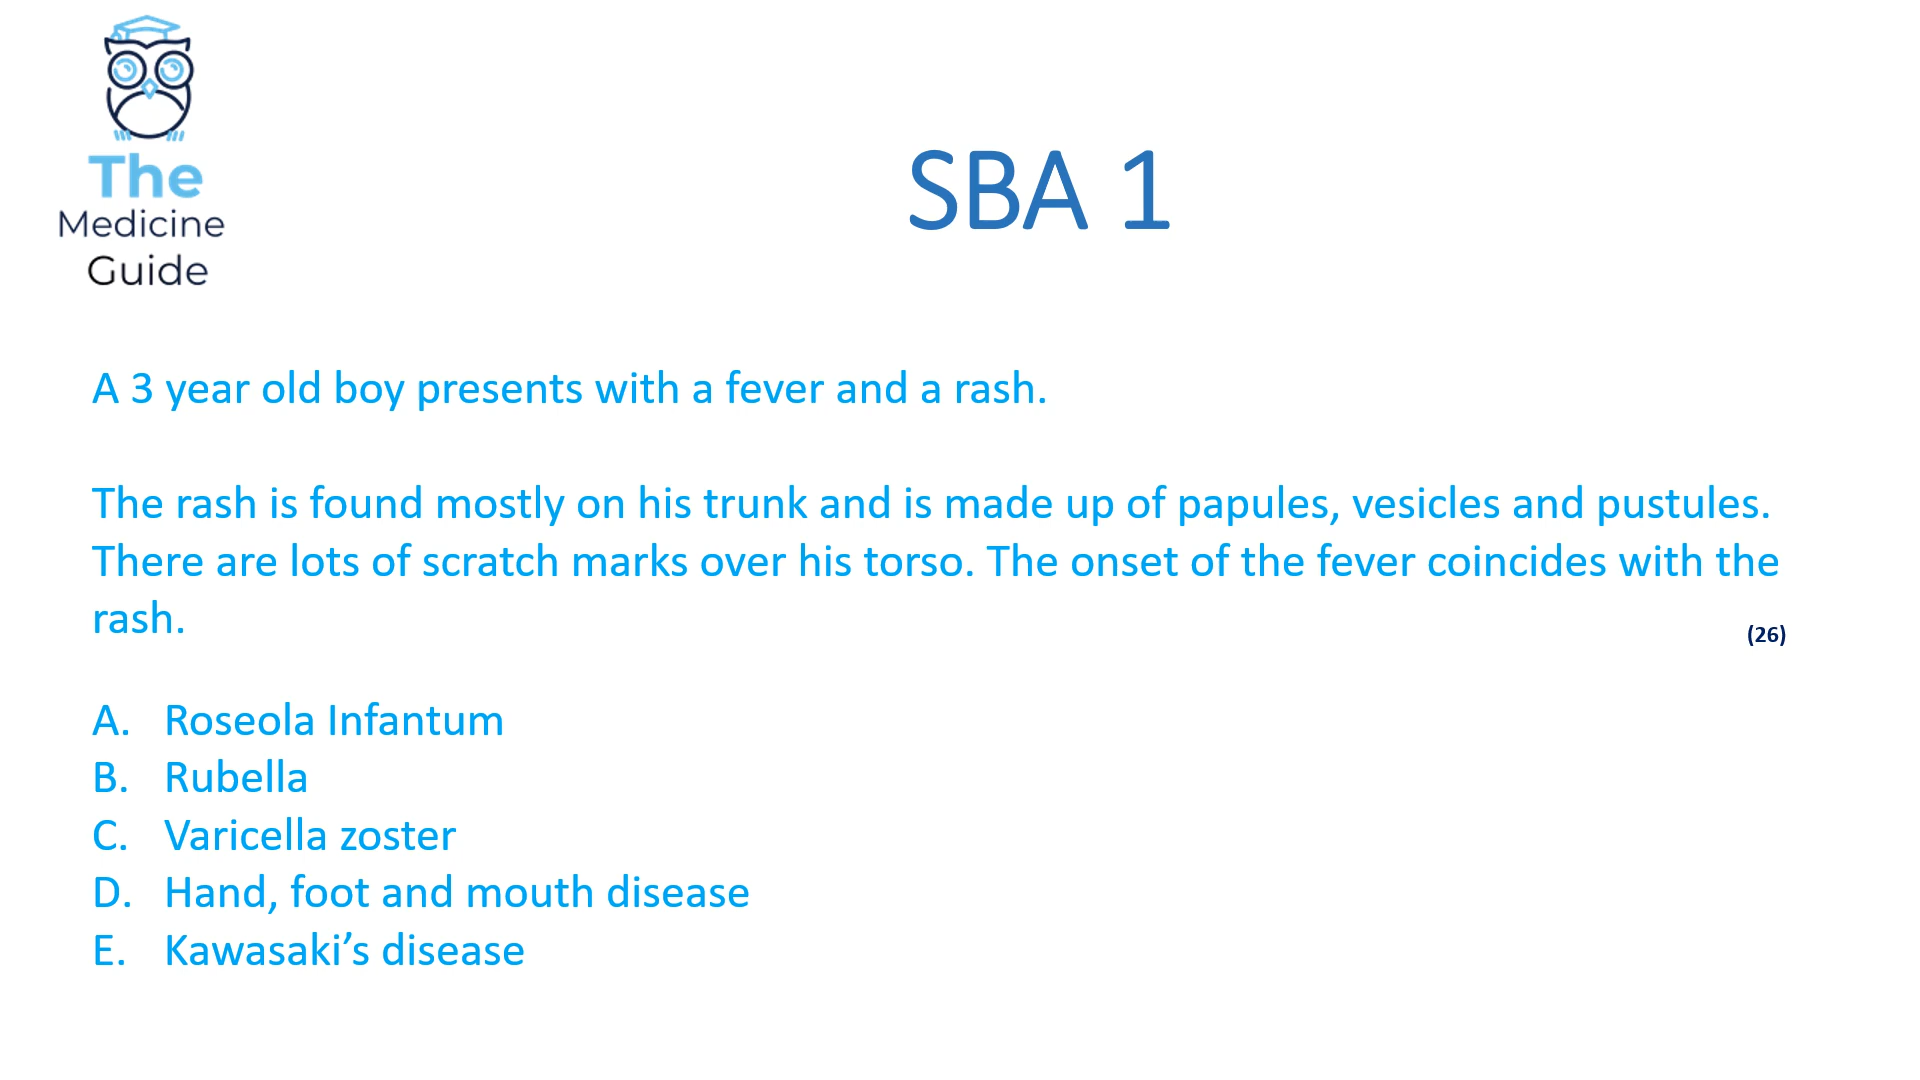 The
Medicine
Guide
SBA 1
A 3 year old boy presents with a fever and a rash.
The rash is found mostly on his trunk and is made up of papules, vesicles and pustules.
There are lots of scratch marks over his torso. The onset of the fever coincides with the
rash.
(26)
A. Roseola Infantum
B. Rubella
C. Varicella zoster
D. Hand, foot and mouth disease
E. Kawasaki’s disease